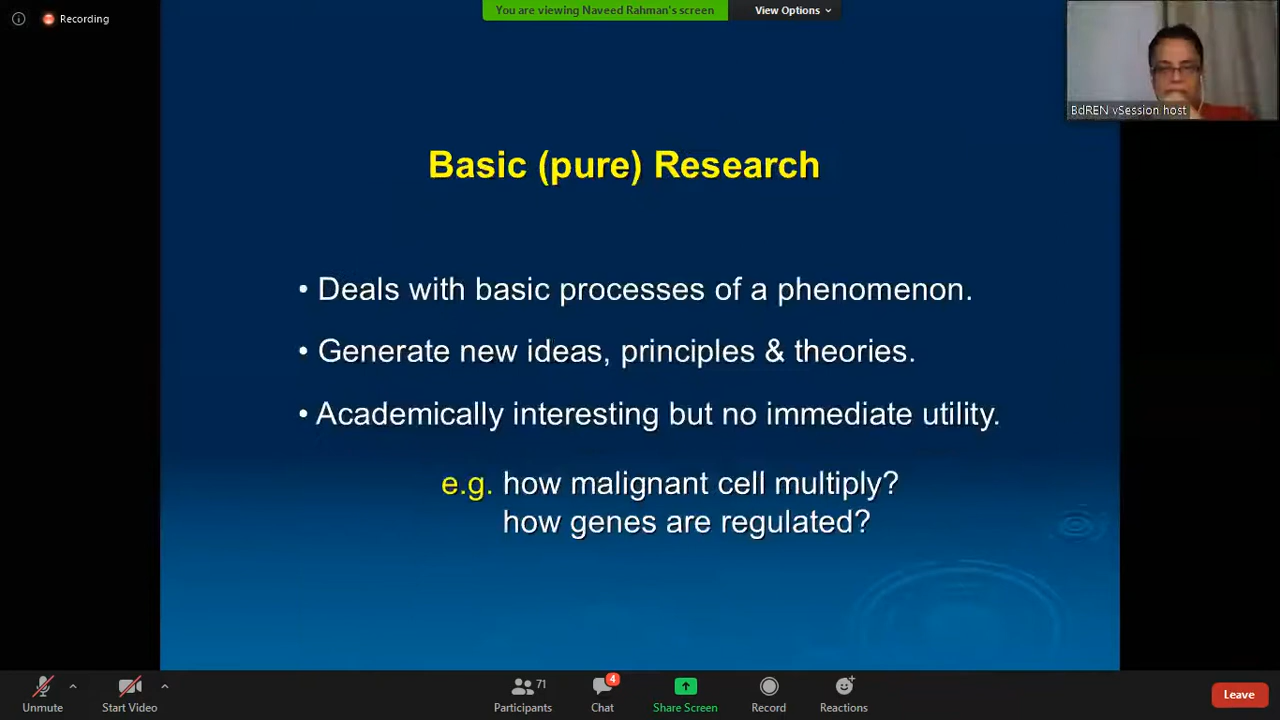 Recording
You are viewing Naveed Rahman's screen
View Options
BdREN vSession host
Basic (pure) Research
• Deals with basic processes of a phenomenon.
• Generate new ideas, principles & theories.
• Academically interesting but no immediate utility.
e.g. how malignant cell multiply?
how genes are regulated?
Unmute
Start Video
71
Participants
4
Chat
Share Screen
Record
Reactions
Leave